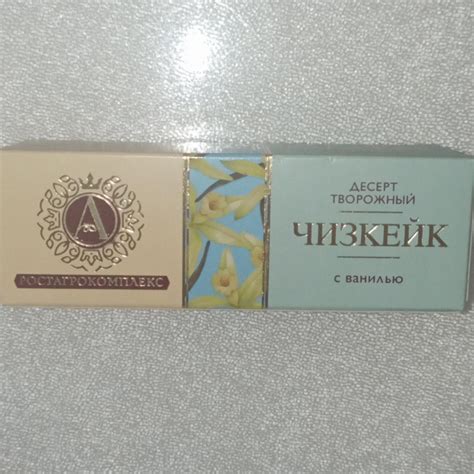 А
РОСТАГРОКОМПЛЕКС
ДЕСЕРТ
ТВОРОЖНЫЙ
ЧИЗКЕЙК
с ванилью